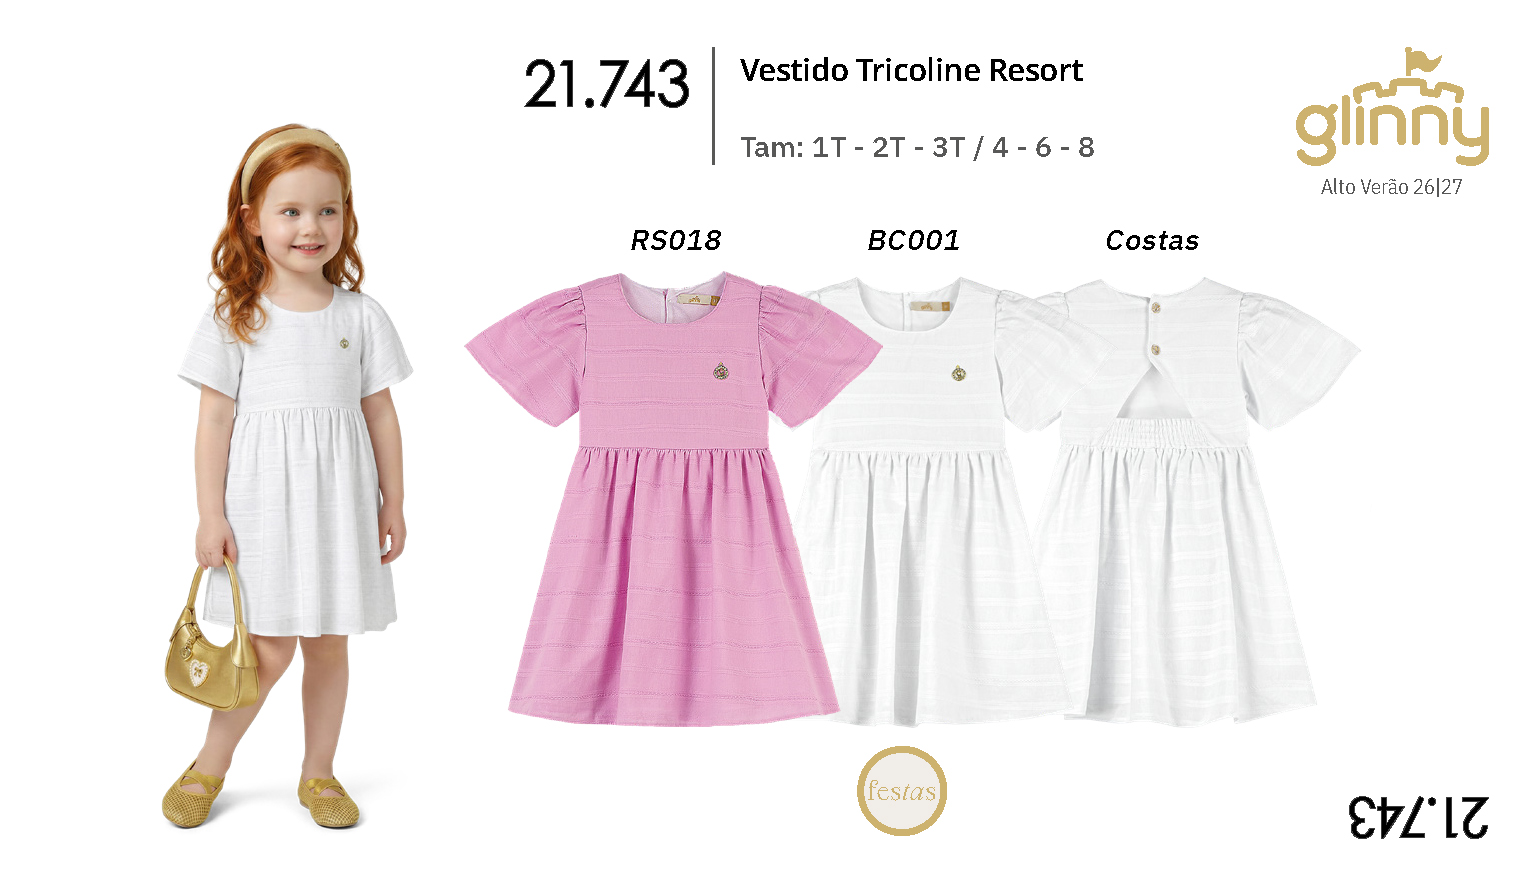 21.743
Vestido Tricoline Resort
Tam: 1T - 2T - 3T / 4 - 6 - 8
glinny
Alto Verão 26|27
RS018
BC001
Costas
festas
21.743